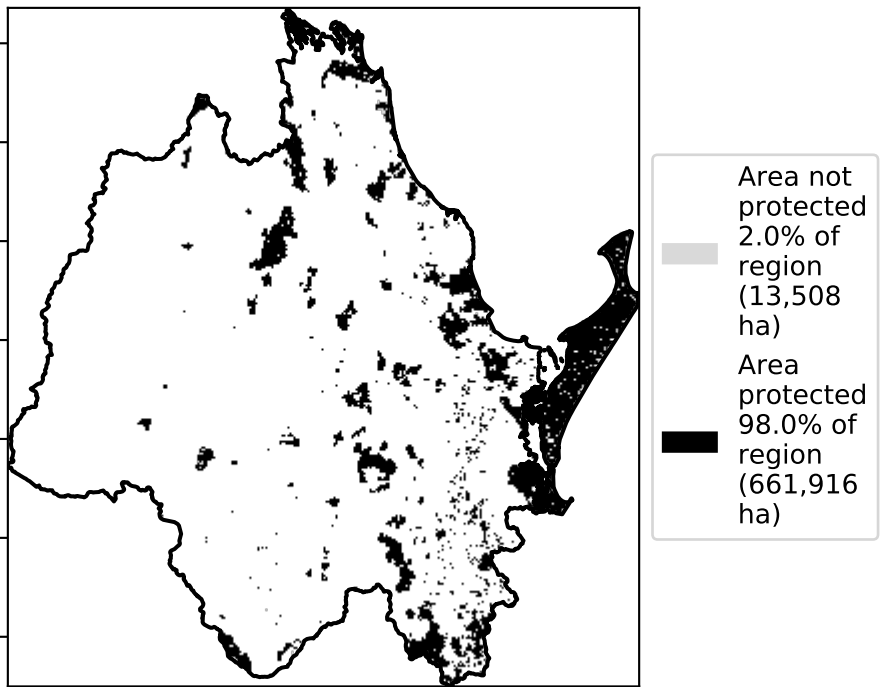 Area not
protected
2.0% of
region
(13,508
ha)
Area
protected
98.0% of
region
(661,916
ha)